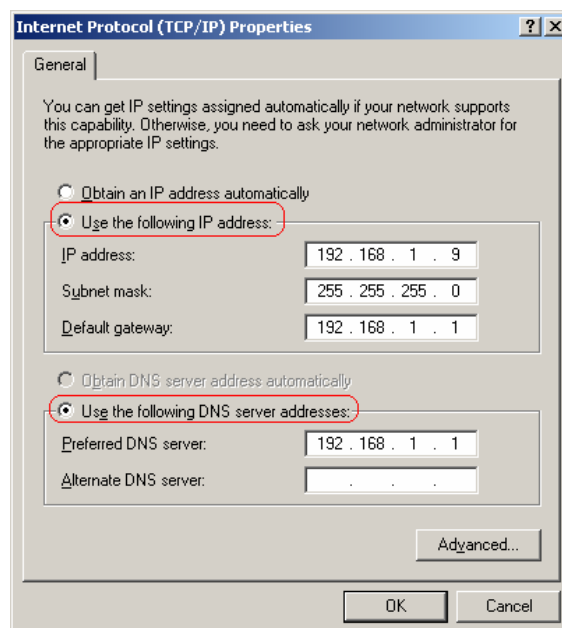 Internet Protocol (TCP/IP) Properties
General
You can get IP settings assigned automatically if your network supports
this capability. Otherwise, you need to ask your network administrator for
the appropriate IP settings.
Obtain an IP address automatically
Use the following IP address:
IP address: 192 . 168 . 1 . 9
Subnet mask: 255 . 255 . 255 . 0
Default gateway: 192 . 168 . 1 . 1
Obtain DNS server address automatically
Use the following DNS server addresses:
Preferred DNS server: 192 . 168 . 1 . 1
Alternate DNS server: . . .
Advanced...
OK Cancel